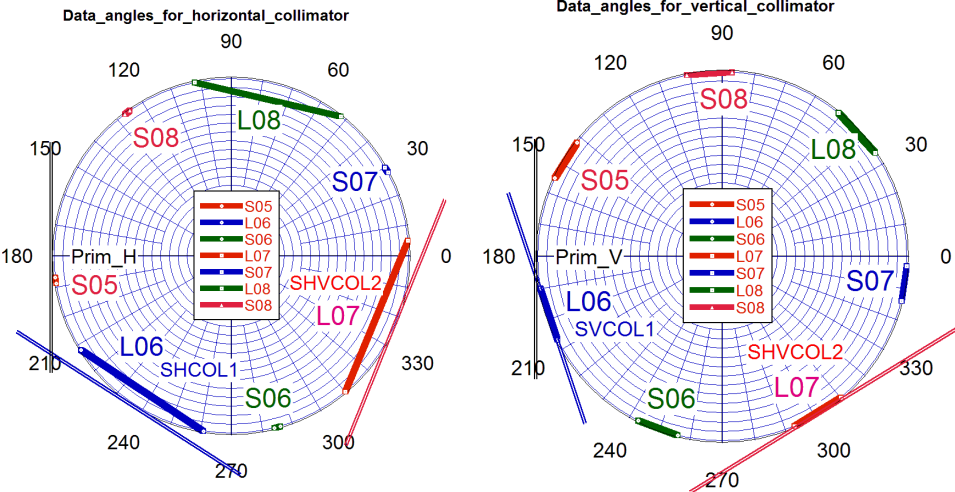 Data_angles_for_horizontal_collimator
90
120
60
S08
L08
150
30
S07
S05
L06
S06
L07
S07
L08
S08
180
Prim_H
0
S05
SHVCOL2
L07
L06
SHCOL1
210
330
S06
240
300
270
Data_angles_for_vertical_collimator
90
120
60
S08
L08
150
30
S05
S05
L06
S06
L07
S07
L08
S08
180
Prim_V
0
S07
L06
SVCOL1
SHVCOL2
210
330
L07
S06
240
300
270